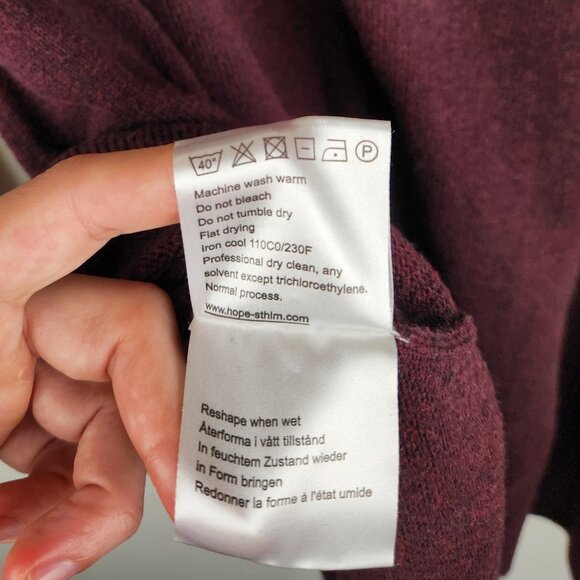 40°
P
Machine wash warm
Do not bleach
Do not tumble dry
Flat drying
Iron cool 110C0/230F
Professional dry clean, any
solvent except trichloroethylene.
Normal process.
www.hope-sthlm.com
Reshape when wet
Återforma i vått tillstånd
In feuchtem Zustand wieder
in Form bringen
Redonner la forme à l'état umide